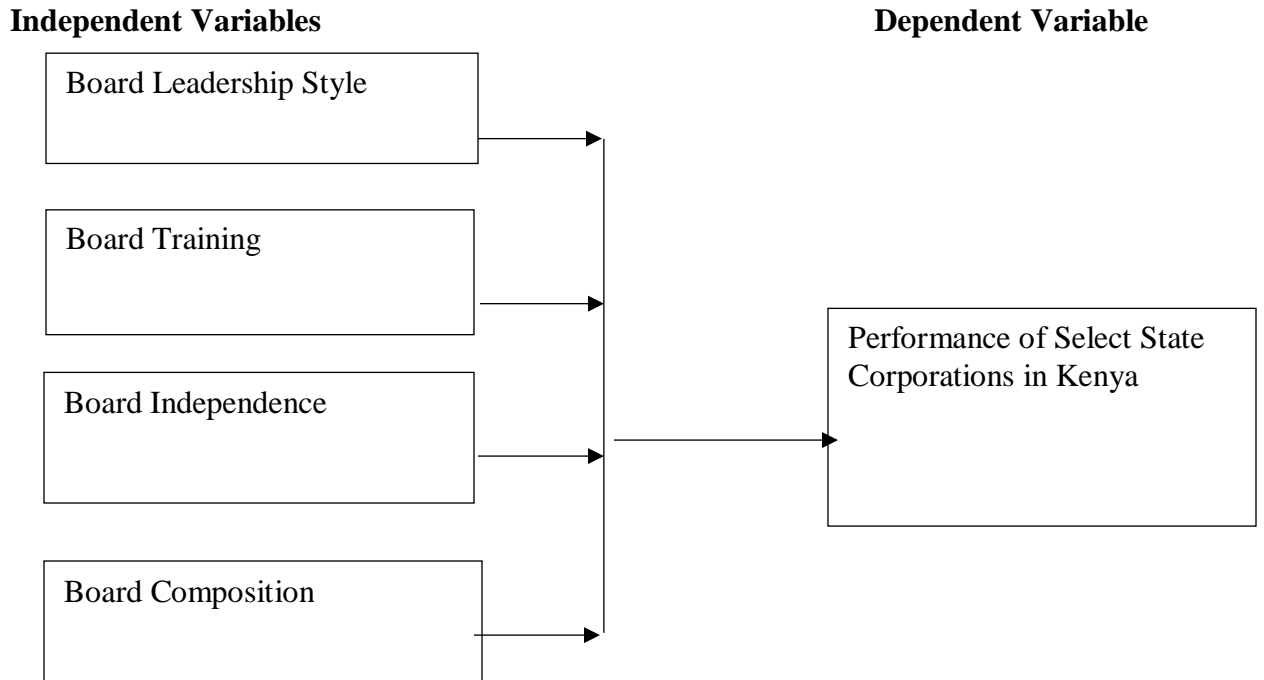 Independent Variables
Dependent Variable
Board Leadership Style
Board Training
Board Independence
Board Composition
Performance of Select State
Corporations in Kenya